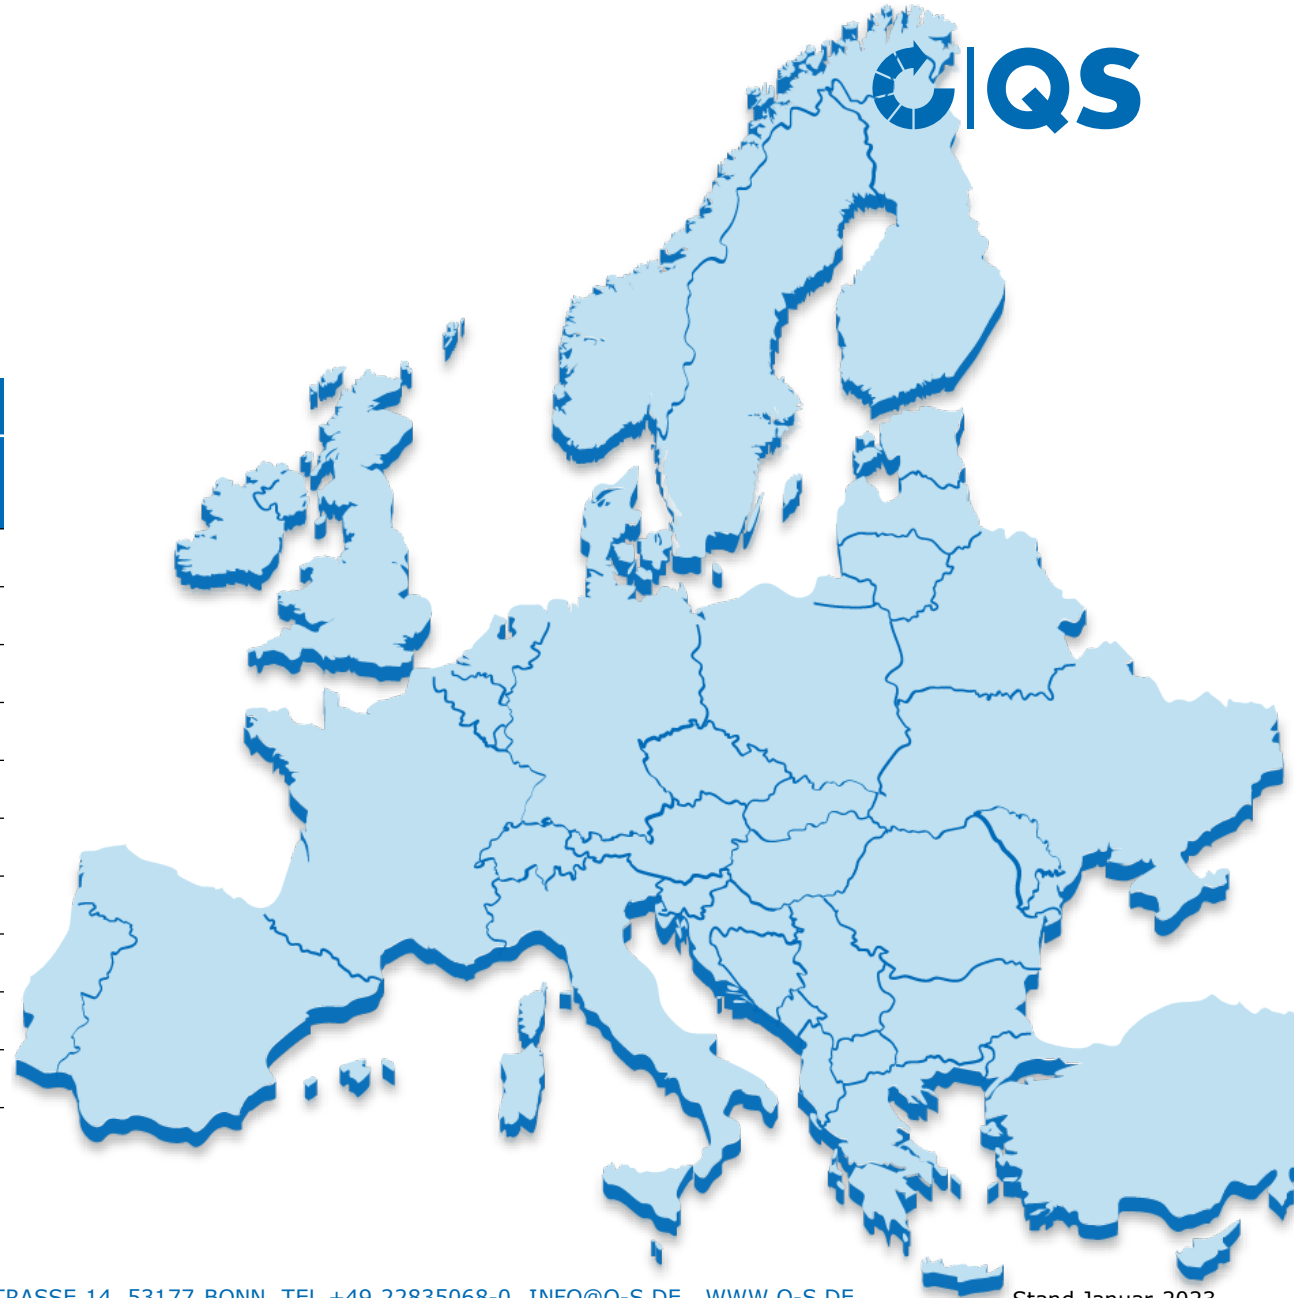 QS
TRASSE 14, 53177 BONN, TEL +49 22835068-0, INFO@Q-S.DE, WWW.Q-S.DE
Stand Januar 2023